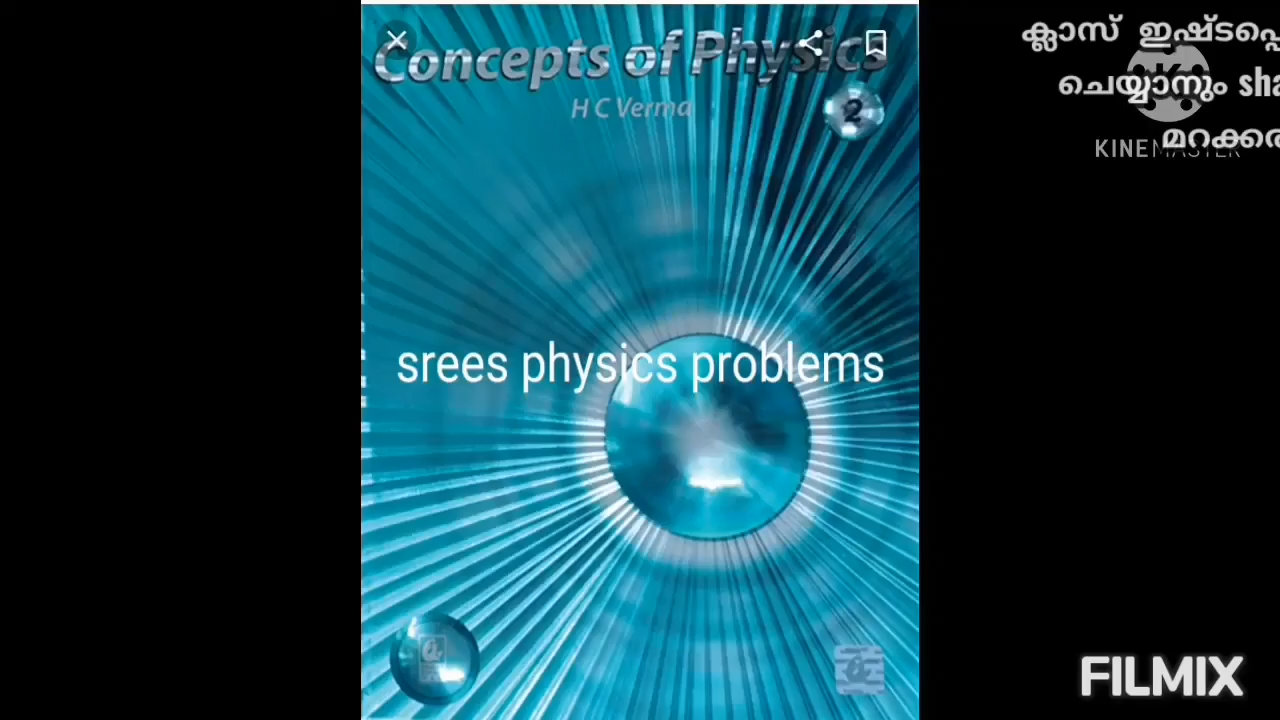 Concepts of Physics
H C Verma
2
srees physics problems
ക്ലാസ് ഇഷ്ടപ്പെ
ചെയ്യാനും sha
മറക്കര
KINEMASTER
FILMIX